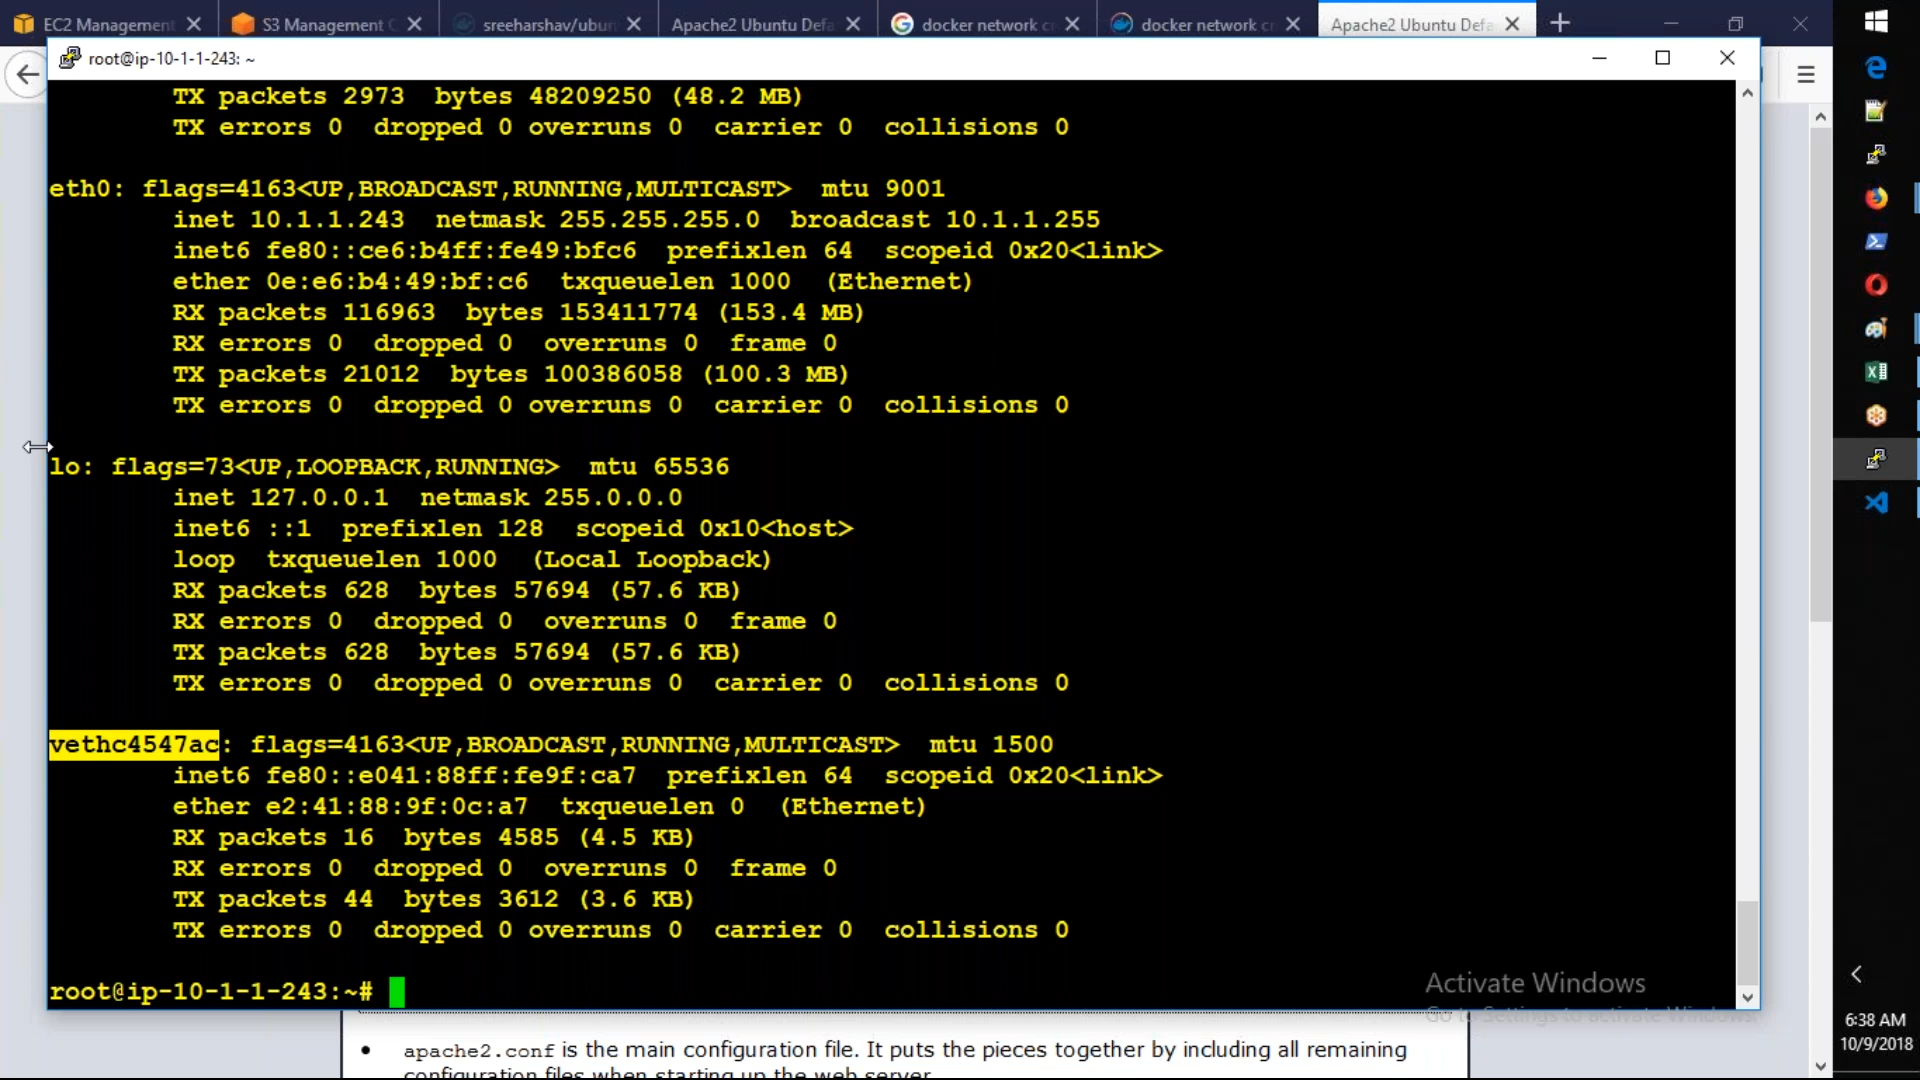 EC2 Management
S3 Management C
sreeharshav/ubun
Apache2 Ubuntu Defa
docker network cr
docker network cr
Apache2 Ubuntu Defa
root@ip-10-1-1-243: ~
TX packets 2973  bytes 48209250 (48.2 MB)
TX errors 0  dropped 0 overruns 0  carrier 0  collisions 0
eth0: flags=4163<UP,BROADCAST,RUNNING,MULTICAST>  mtu 9001
inet 10.1.1.243  netmask 255.255.255.0  broadcast 10.1.1.255
inet6 fe80::ce6:b4ff:fe49:bfc6  prefixlen 64  scopeid 0x20<link>
ether 0e:e6:b4:49:bf:c6  txqueuelen 1000  (Ethernet)
RX packets 116963  bytes 153411774 (153.4 MB)
RX errors 0  dropped 0  overruns 0  frame 0
TX packets 21012  bytes 100386058 (100.3 MB)
TX errors 0  dropped 0 overruns 0  carrier 0  collisions 0
lo: flags=73<UP,LOOPBACK,RUNNING>  mtu 65536
inet 127.0.0.1  netmask 255.0.0.0
inet6 ::1  prefixlen 128  scopeid 0x10<host>
loop  txqueuelen 1000  (Local Loopback)
RX packets 628  bytes 57694 (57.6 KB)
RX errors 0  dropped 0  overruns 0  frame 0
TX packets 628  bytes 57694 (57.6 KB)
TX errors 0  dropped 0 overruns 0  carrier 0  collisions 0
vethc4547ac: flags=4163<UP,BROADCAST,RUNNING,MULTICAST>  mtu 1500
inet6 fe80::e041:88ff:fe9f:ca7  prefixlen 64  scopeid 0x20<link>
ether e2:41:88:9f:0c:a7  txqueuelen 0  (Ethernet)
RX packets 16  bytes 4585 (4.5 KB)
RX errors 0  dropped 0  overruns 0  frame 0
TX packets 44  bytes 3612 (3.6 KB)
TX errors 0  dropped 0 overruns 0  carrier 0  collisions 0
root@ip-10-1-1-243:~#
Activate Windows
Go to Settings to activate Windows.
• apache2.conf is the main configuration file. It puts the pieces together by including all remaining
configuration files when starting up the web server.
6:38 AM
10/9/2018